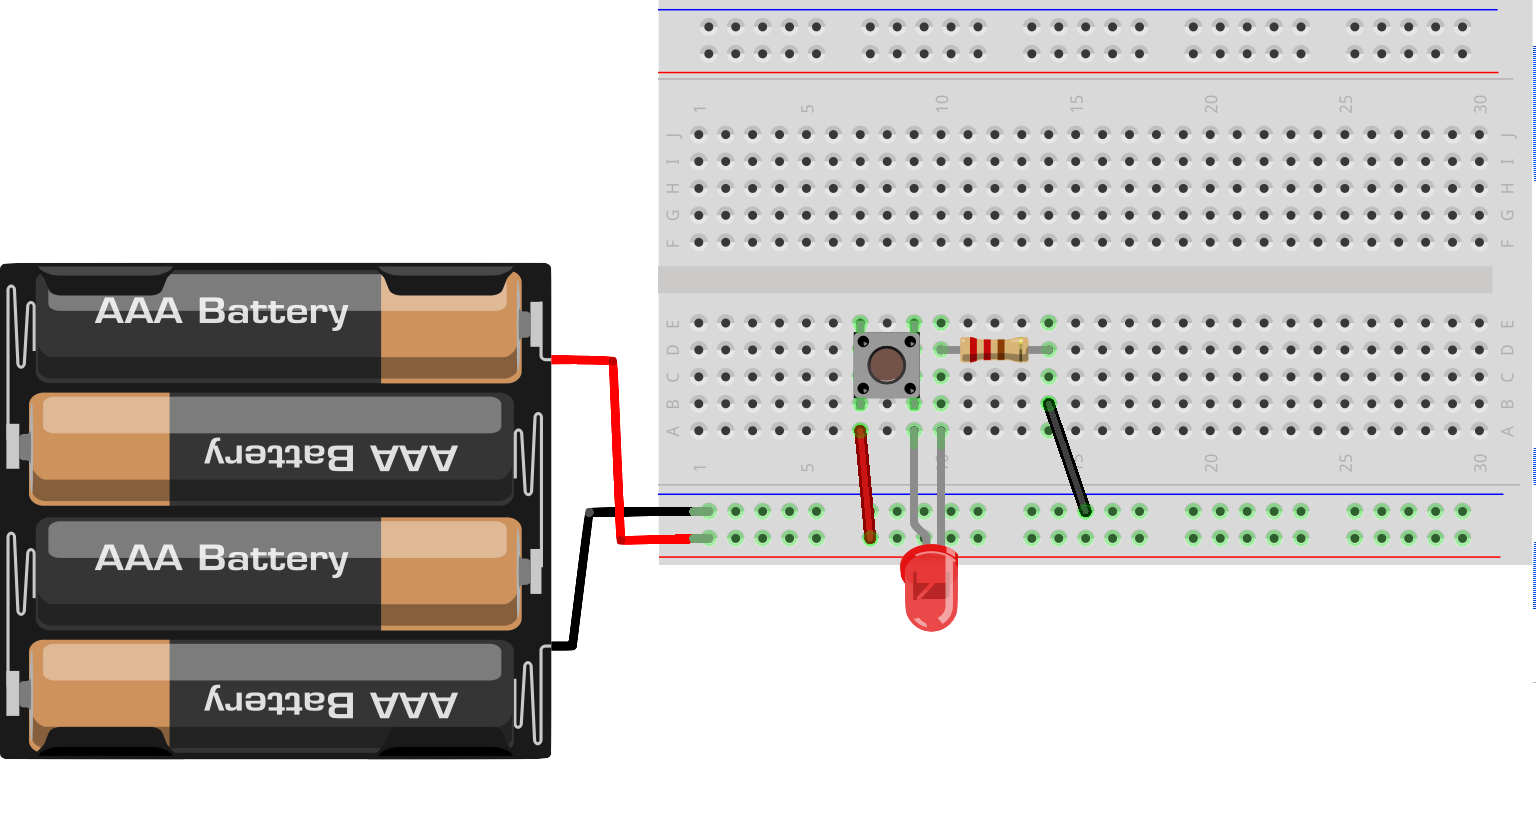 1 5 10 15 20 25 30
J J
I I
H H
G G
F F
AAA Battery
E E
D D
C C
B B
A A
AAA Battery
1 5 10 15 20 25 30
AAA Battery
AAA Battery